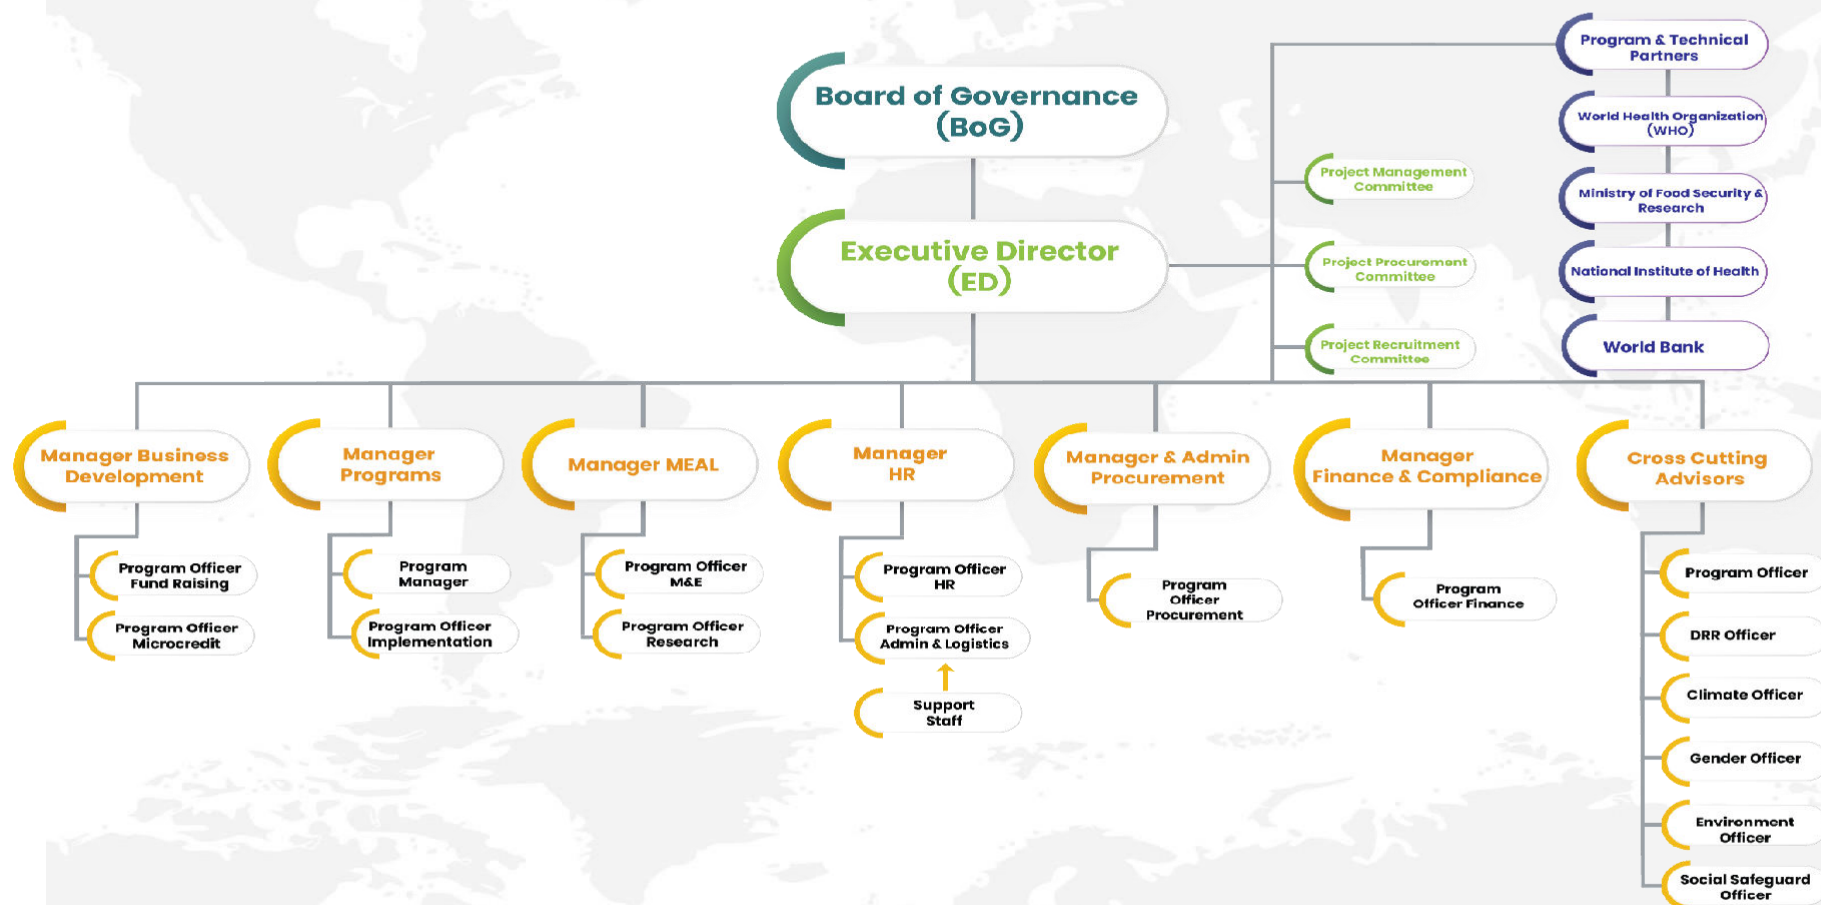 Board of Governance
(BoG)
Executive Director
(ED)
Program & Technical
Partners
World Health Organization
(WHO)
Ministry of Food Security &
Research
National Institute of Health
World Bank
Project Management
Committee
Project Procurement
Committee
Project Recruitment
Committee
Manager Business
Development
Program Officer
Fund Raising
Program Officer
Microcredit
Manager
Programs
Program
Manager
Program Officer
Implementation
Manager MEAL
Program Officer
M&E
Program Officer
Research
Manager
HR
Program Officer
HR
Program Officer
Admin & Logistics
Support
Staff
Manager & Admin
Procurement
Program
Officer
Procurement
Manager
Finance & Compliance
Program
Officer Finance
Cross Cutting
Advisors
Program Officer
DRR Officer
Climate Officer
Gender Officer
Environment
Officer
Social Safeguard
Officer